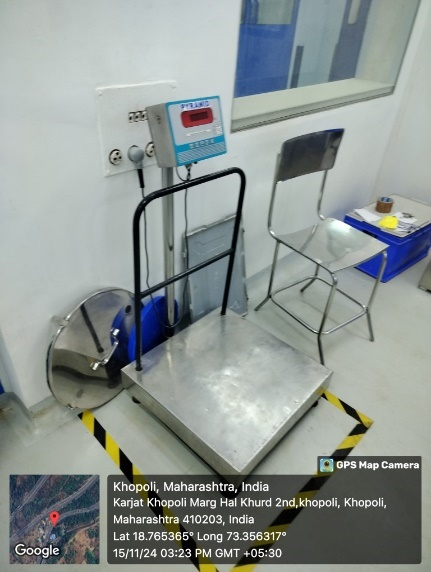 PYRAMID
GPS Map Camera
Khopoli, Maharashtra, India
Karjat Khopoli Marg Hal Khurd 2nd,khopoli, Khopoli,
Maharashtra 410203, India
Lat 18.765365° Long 73.356317°
15/11/24 03:23 PM GMT +05:30
Google